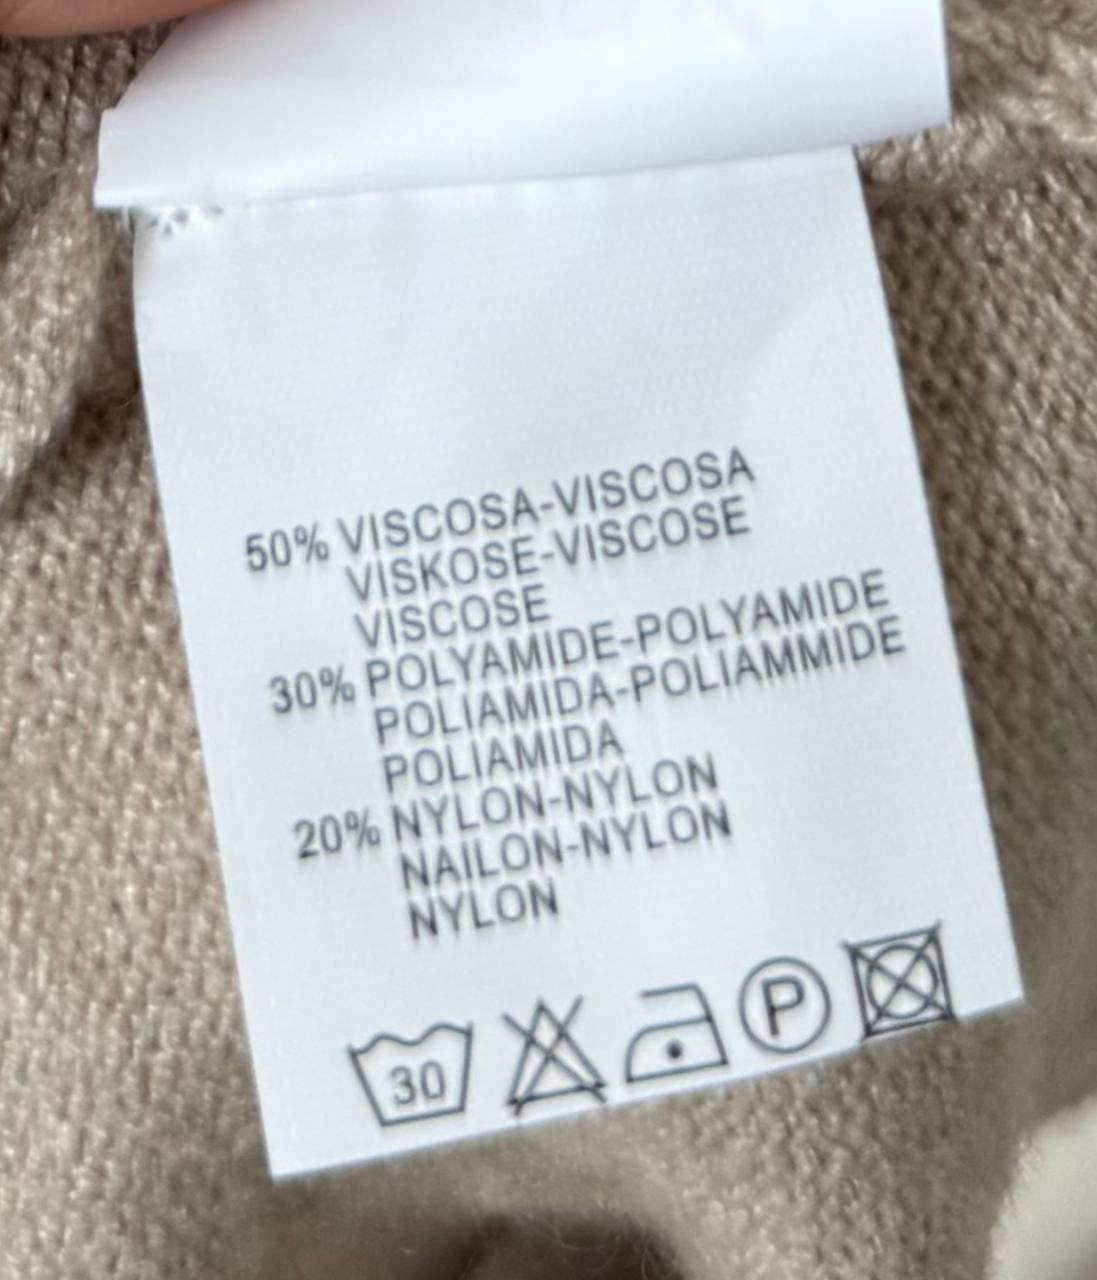 50% VISCOSA-VISCOSA
VISKOSE-VISCOSE
VISCOSE
30% POLYAMIDE-POLYAMIDE
POLIAMIDA-POLIAMMIDE
POLIAMIDA
20% NYLON-NYLON
NAILON-NYLON
NYLON
30 P